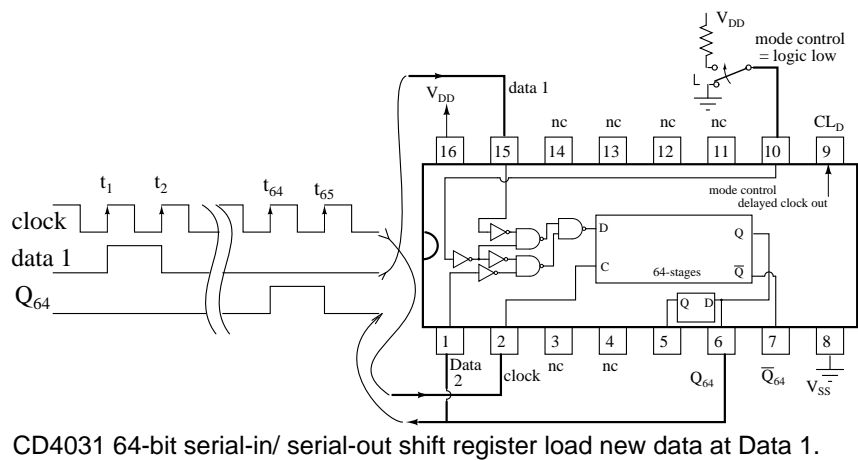 V_DD
mode control
= logic low
L
data 1
V_DD
nc
nc
nc
nc
CL_D
16
15
14
13
12
11
10
9
t_1
t_2
t_64
t_65
clock
data 1
Q_64
mode control
delayed clock out
D
Q
C
64-stages
Q̅
Q
D
1
2
3
4
5
6
7
8
Data
2
clock
nc
nc
Q_64
Q̅_64
V_SS
CD4031 64-bit serial-in/ serial-out shift register load new data at Data 1.